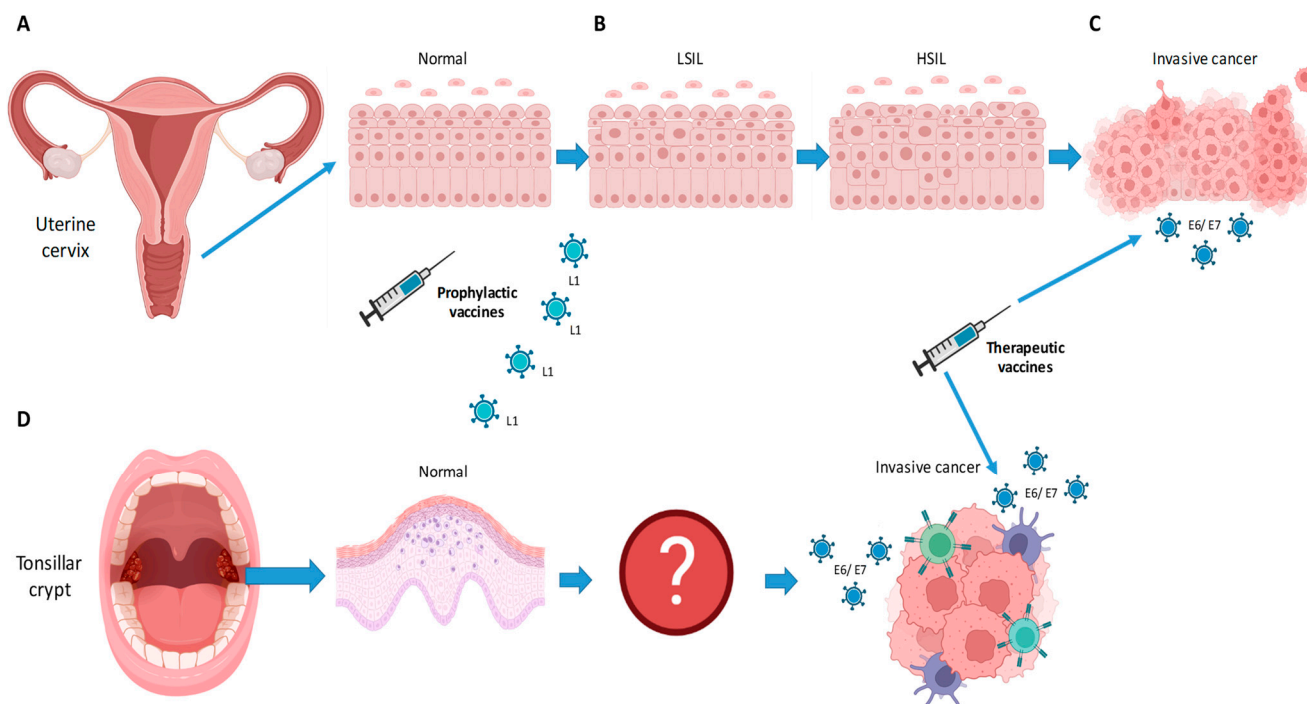 A
B
C
Normal
LSIL
HSIL
Invasive cancer
Uterine
cervix
E6/ E7
Prophylactic
vaccines
L1
L1
L1
L1
Therapeutic
vaccines
D
Normal
Invasive cancer
E6/ E7
E6/ E7
Tonsillar
crypt
?